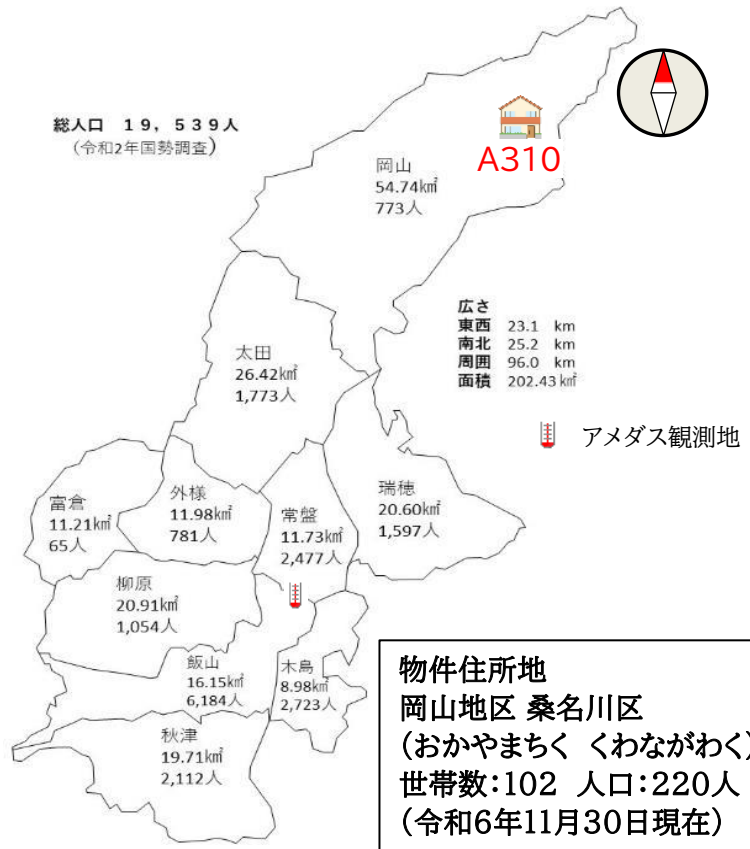 総人口 19,539人
(令和2年国勢調査)
A310
岡山
54.74㎢
773人
広さ
東西 23.1 km
南北 25.2 km
周囲 96.0 km
面積 202.43㎢
アメダス観測地
太田
26.42㎢
1,773人
富倉
11.21㎢
65人
外様
11.98㎢
781人
常盤
11.73㎢
2,477人
瑞穂
20.60㎢
1,597人
柳原
20.91㎢
1,054人
飯山
16.15㎢
6,184人
木島
8.98㎢
2,723人
秋津
19.71㎢
2,112人
物件住所地
岡山地区 桑名川区
(おかやまちく くわながわく)
世帯数:102 人口:220人
(令和6年11月30日現在)